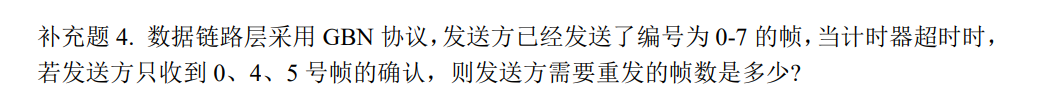 补充题 4. 数据链路层采用 GBN 协议,发送方已经发送了编号为 0-7 的帧,当计时器超时时,
若发送方只收到 0、4、5 号帧的确认，则发送方需要重发的帧数是多少?